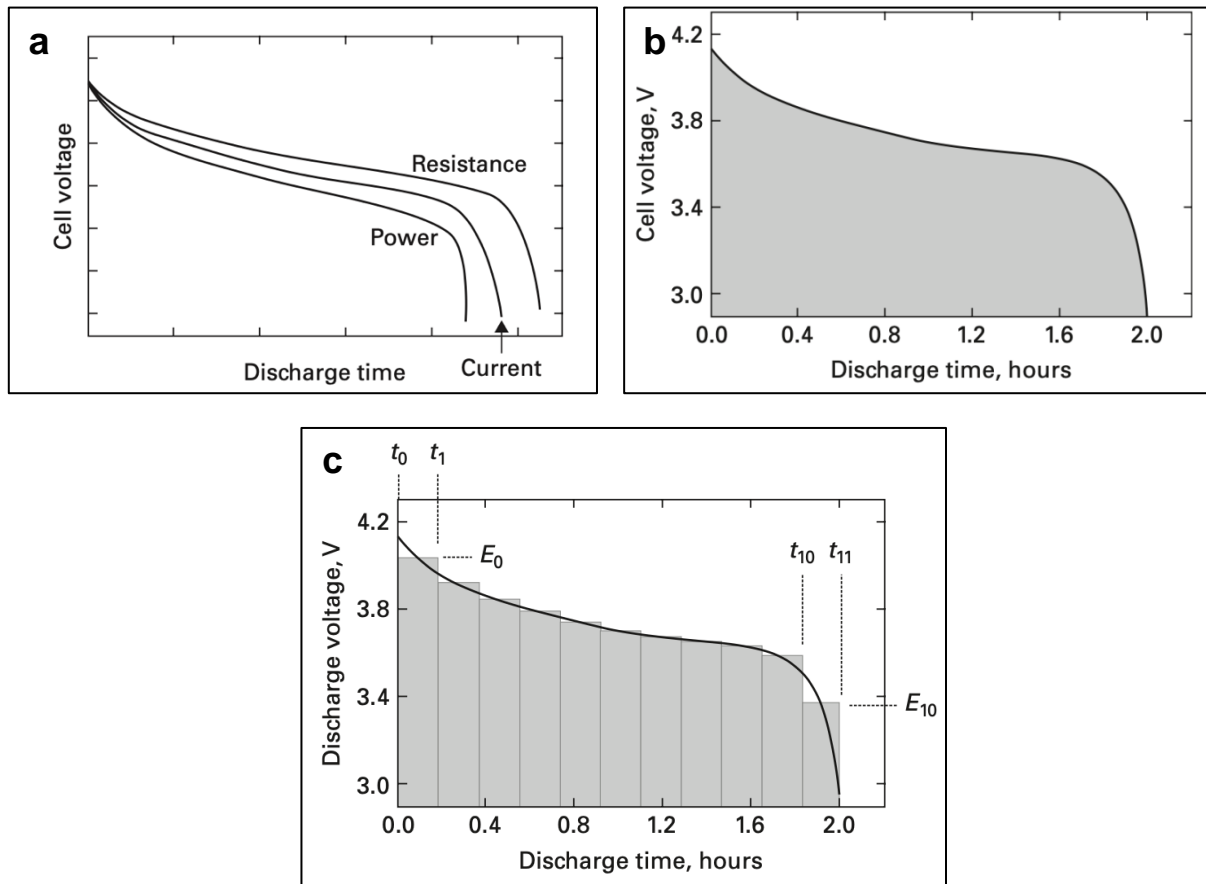 a
Cell voltage
Resistance
Power
Discharge time
Current
b
Cell voltage, V
4.2
3.8
3.4
3.0
0.0 0.4 0.8 1.2 1.6 2.0
Discharge time, hours
c
t0 t1
Discharge voltage, V
4.2
3.8
3.4
3.0
E0
t10 t11
E10
0.0 0.4 0.8 1.2 1.6 2.0
Discharge time, hours